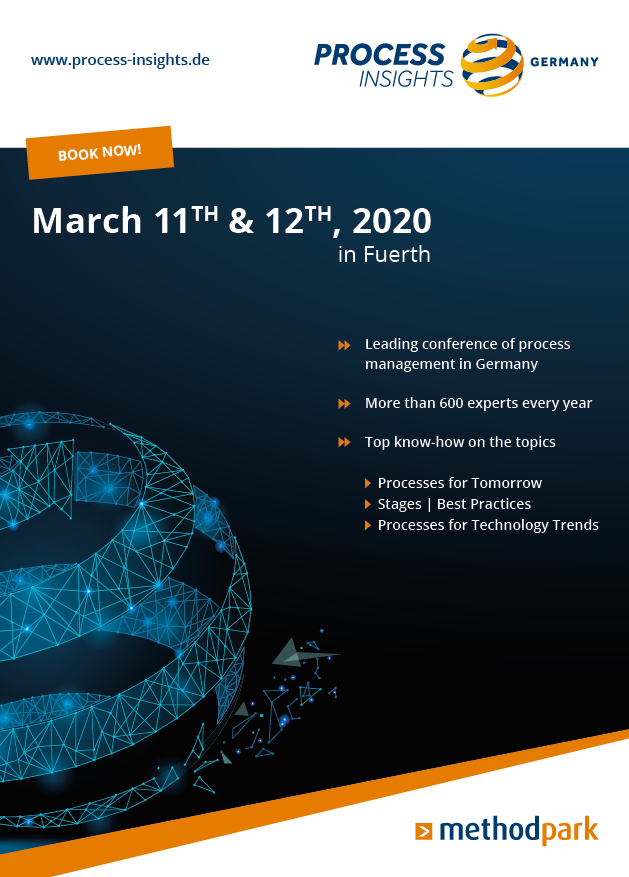 www.process-insights.de
PROCESS
INSIGHTS
GERMANY
BOOK NOW!
March 11TH & 12TH, 2020
in Fuerth
Leading conference of process
management in Germany
More than 600 experts every year
Top know-how on the topics
Processes for Tomorrow
Stages | Best Practices
Processes for Technology Trends
methodpark